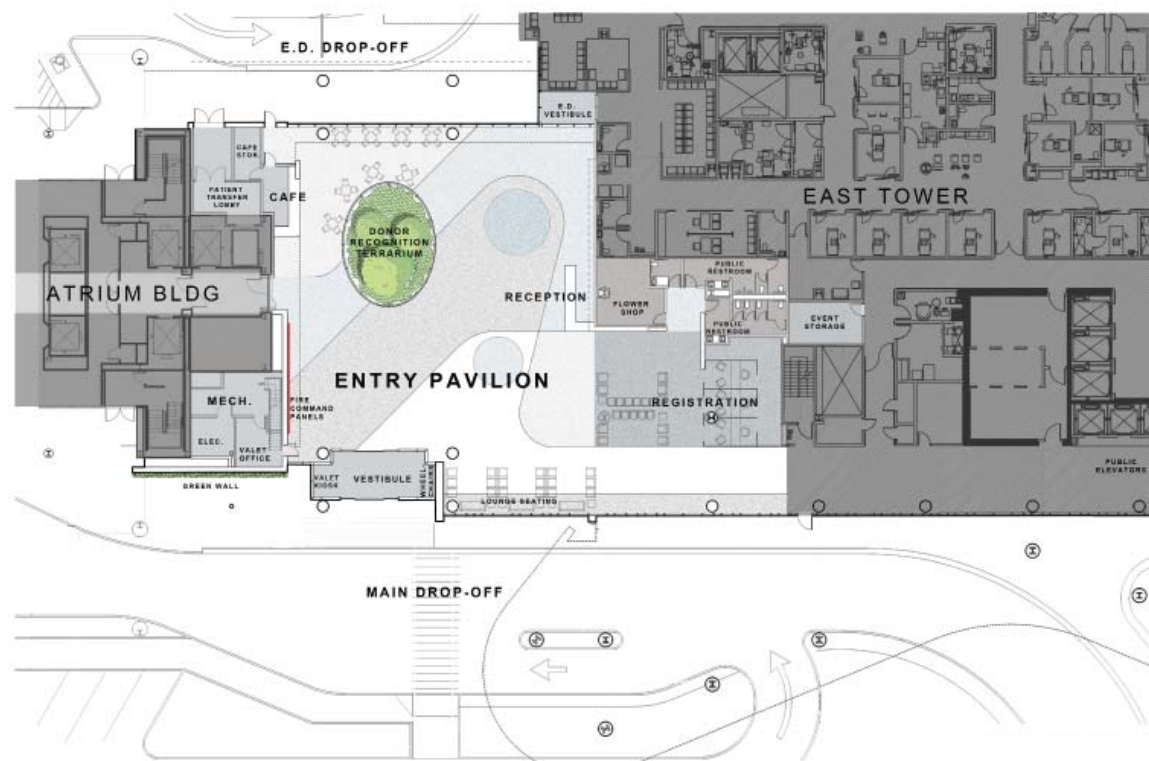 E.D. DROP-OFF
E.D.
VESTIBULE
CAFE
STOR.
PATIENT
TRANSFER
LOBBY
CAFE
EAST TOWER
DONOR
RECOGNITION
TERRARIUM
ATRIUM BLDG
RECEPTION
PUBLIC
RESTROOM
FLOWER
SHOP
PUBLIC
RESTROOM
EVENT
STORAGE
ENTRY PAVILION
MECH.
FIRE
COMMAND
PANELS
REGISTRATION
ELEC.
VALET
OFFICE
GREEN WALL
VALET
KIOSK
VESTIBULE
WHEEL
CHAIRS
LOUNGE SEATING
PUBLIC
ELEVATORS
MAIN DROP-OFF